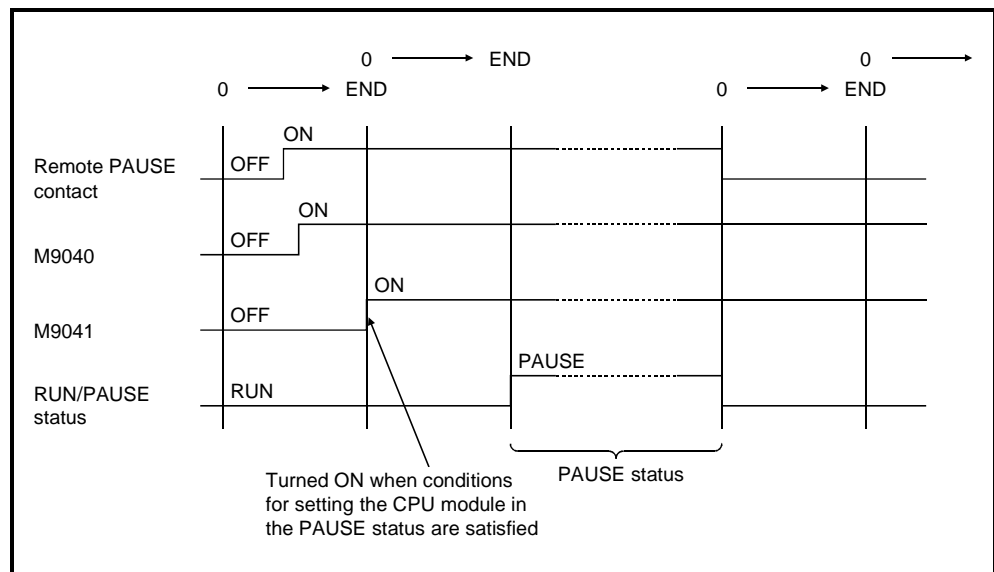 0 END 0
0 END 0 END
ON
Remote PAUSE
contact
OFF
ON
M9040
OFF
ON
M9041
OFF
PAUSE
RUN/PAUSE
status
RUN
PAUSE status
Turned ON when conditions
for setting the CPU module in
the PAUSE status are satisfied